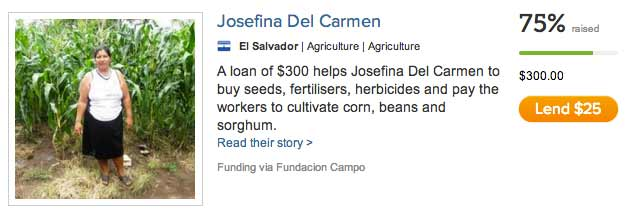 Josefina Del Carmen
El Salvador | Agriculture | Agriculture
A loan of $300 helps Josefina Del Carmen to
buy seeds, fertilisers, herbicides and pay the
workers to cultivate corn, beans and
sorghum.
Read their story >
Funding via Fundacion Campo
75% raised
$300.00
Lend $25